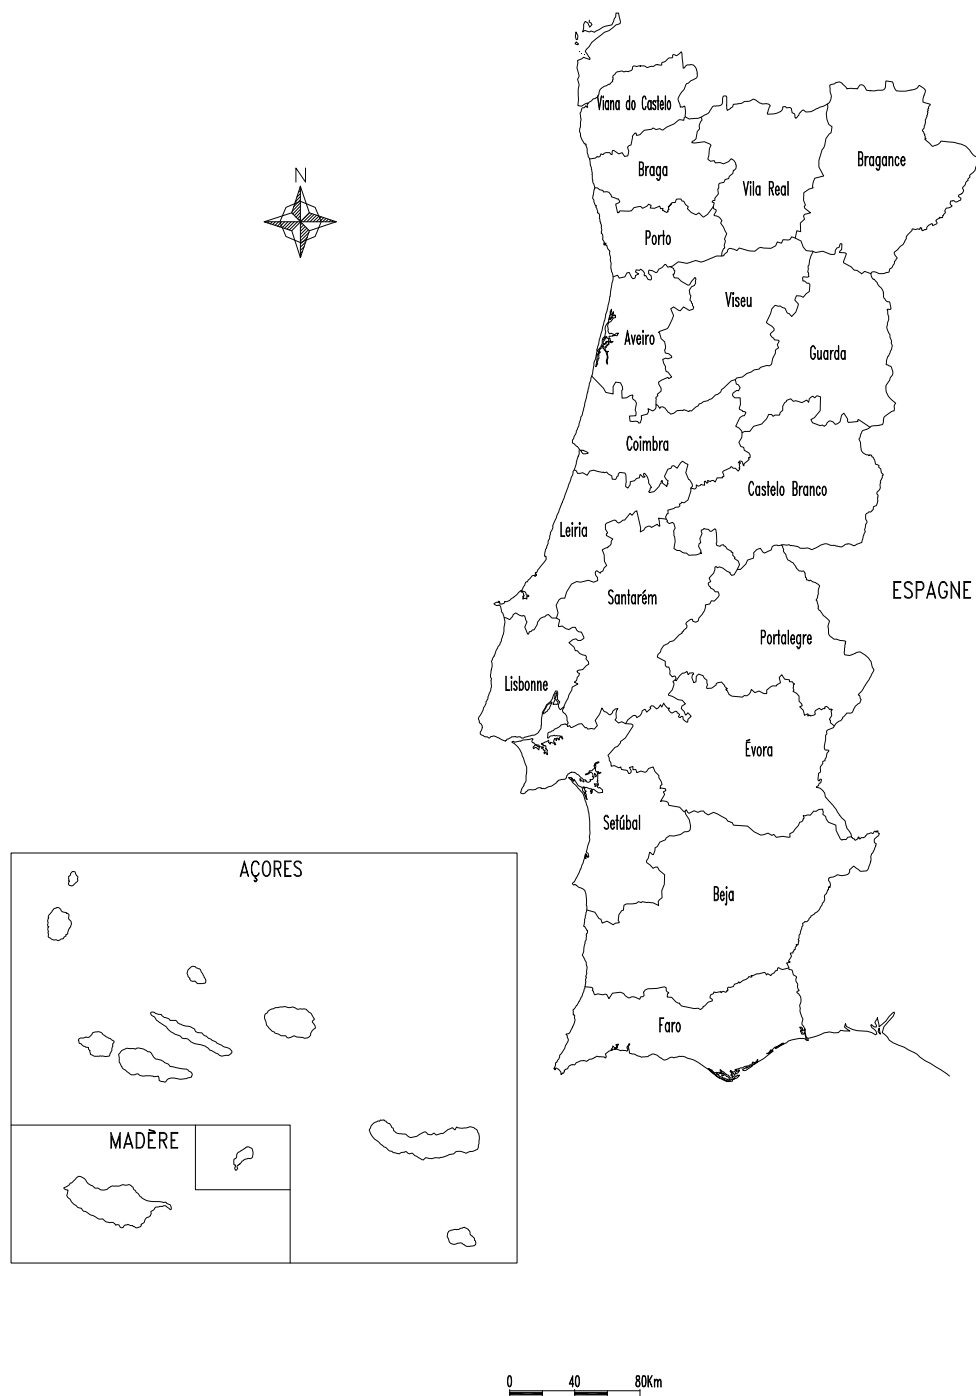 Viana do Castelo
Bragance
Braga
N
Vila Real
Porto
Viseu
Aveiro
Guarda
Coimbra
Castelo Branco
Leiria
ESPAGNE
Santarém
Portalegre
Lisbonne
Évora
Setúbal
AÇORES
Beja
Faro
MADÈRE
0 40 80Km